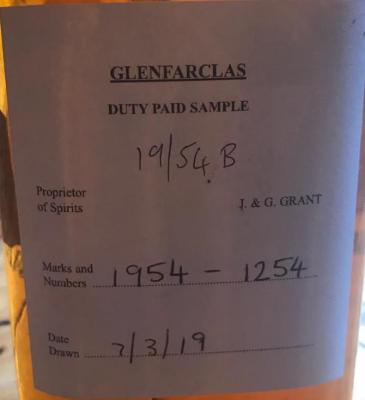 GLENFARCLAS
DUTY PAID SAMPLE
19/54 B
Proprietor
of Spirits
J. & G. GRANT
Marks and
Numbers 1954 - 1254
Date
Drawn 7/3/19